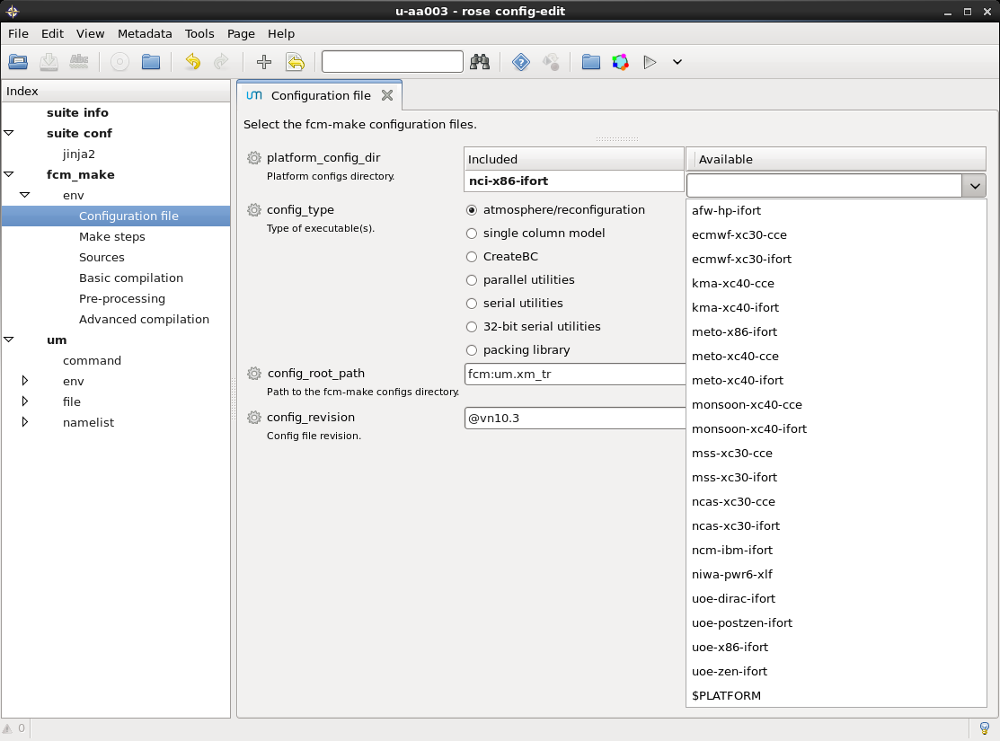 u-aa003 - rose config-edit
File Edit View Metadata Tools Page Help
abc
Index
suite info
suite conf
jinja2
fcm_make
env
Configuration file
Make steps
Sources
Basic compilation
Pre-processing
Advanced compilation
um
command
env
file
namelist
um Configuration file
Select the fcm-make configuration files.
platform_config_dir
Platform configs directory.
Included
nci-x86-ifort
config_type
Type of executable(s).
atmosphere/reconfiguration
single column model
CreateBC
parallel utilities
serial utilities
32-bit serial utilities
packing library
config_root_path
Path to the fcm-make configs directory.
fcm:um.xm_tr
config_revision
Config file revision.
@vn10.3
Available
afw-hp-ifort
ecmwf-xc30-cce
ecmwf-xc30-ifort
kma-xc40-cce
kma-xc40-ifort
meto-x86-ifort
meto-xc40-cce
meto-xc40-ifort
monsoon-xc40-cce
monsoon-xc40-ifort
mss-xc30-cce
mss-xc30-ifort
ncas-xc30-cce
ncas-xc30-ifort
ncm-ibm-ifort
niwa-pwr6-xlf
uoe-dirac-ifort
uoe-postzen-ifort
uoe-x86-ifort
uoe-zen-ifort
$PLATFORM
0